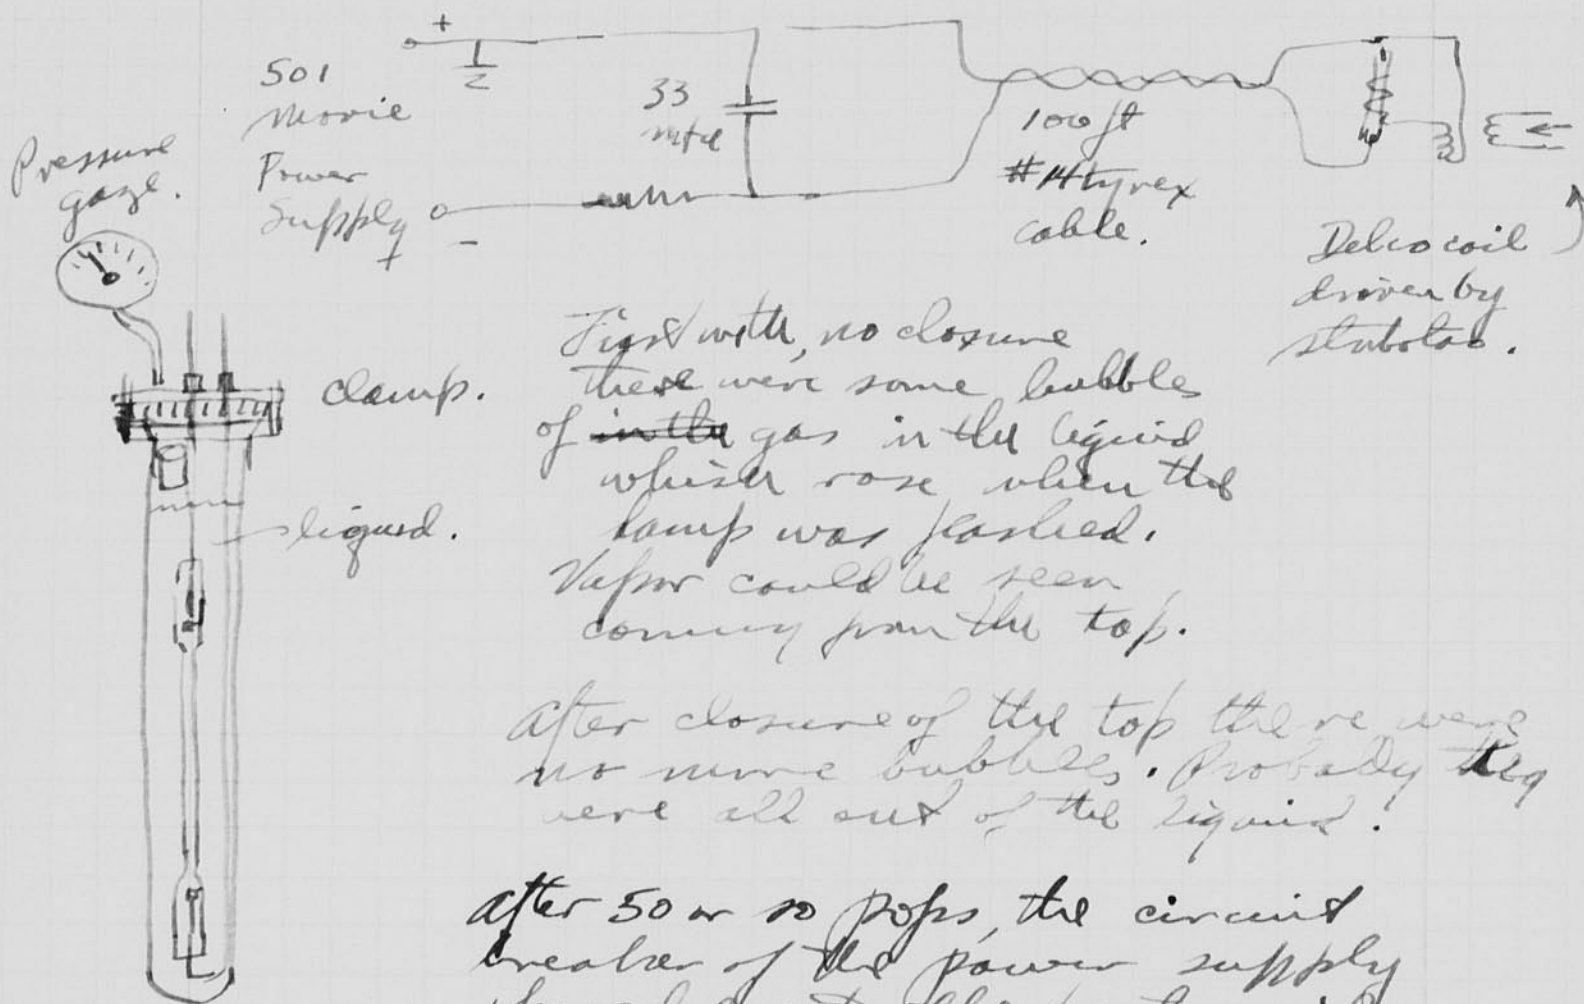 +
501
Movie
Power
Supply
-
33
mfd
100 ft
#14 tyrex
cable.
Delco coil
driven by
strobotac.
Pressure
gage.
clamp.
liquid.
First with, no closure
there were some bubbles
of in the gas in the liquid
which rose when the
lamp was flashed.
Vapor could be seen
coming from the top.
After closure of the top there were
no more bubbles. Probably they
were all out of the liquid.
After 50 or so pops, the circuit
breaker of the power supply